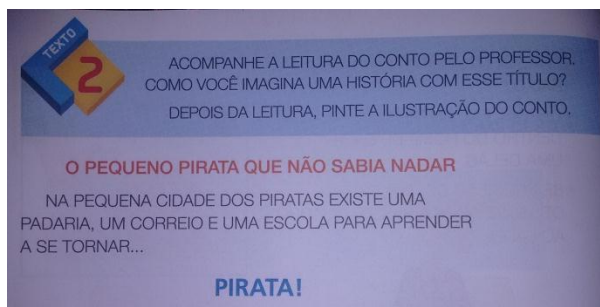 TEXTO
2
ACOMPANHE A LEITURA DO CONTO PELO PROFESSOR.
COMO VOCÊ IMAGINA UMA HISTÓRIA COM ESSE TÍTULO?
DEPOIS DA LEITURA, PINTE A ILUSTRAÇÃO DO CONTO.
O PEQUENO PIRATA QUE NÃO SABIA NADAR
NA PEQUENA CIDADE DOS PIRATAS EXISTE UMA
PADARIA, UM CORREIO E UMA ESCOLA PARA APRENDER
A SE TORNAR...
PIRATA!